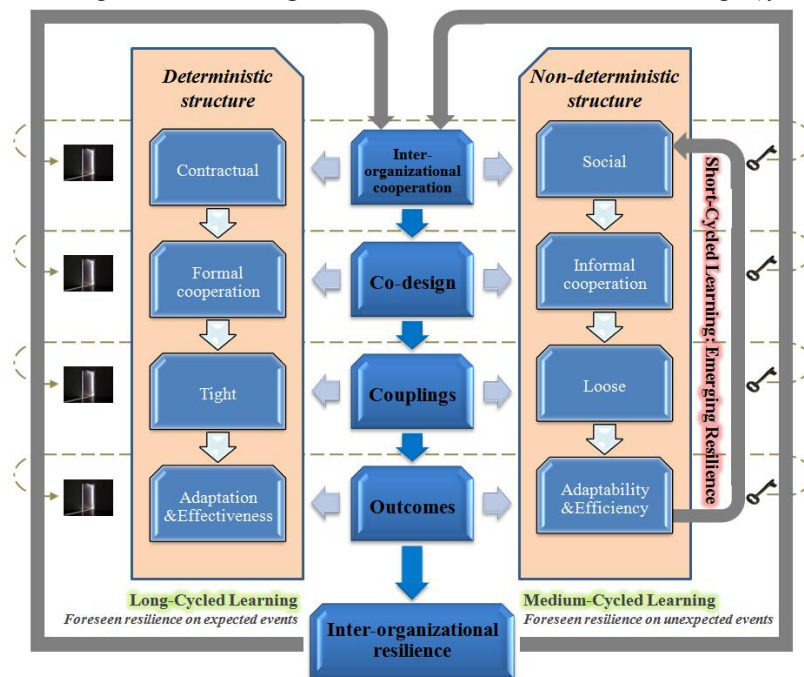 Deterministic
structure
Contractual
Formal
cooperation
Tight
Adaptation
&Effectiveness
Long-Cycled Learning
Foreseen resilience on expected events
Inter-
organizational
cooperation
Co-design
Couplings
Outcomes
Inter-organizational
resilience
Non-deterministic
structure
Social
Informal
cooperation
Loose
Adaptability
&Efficiency
Medium-Cycled Learning
Foreseen resilience on unexpected events
Short-Cycled Learning: Emerging Resilience